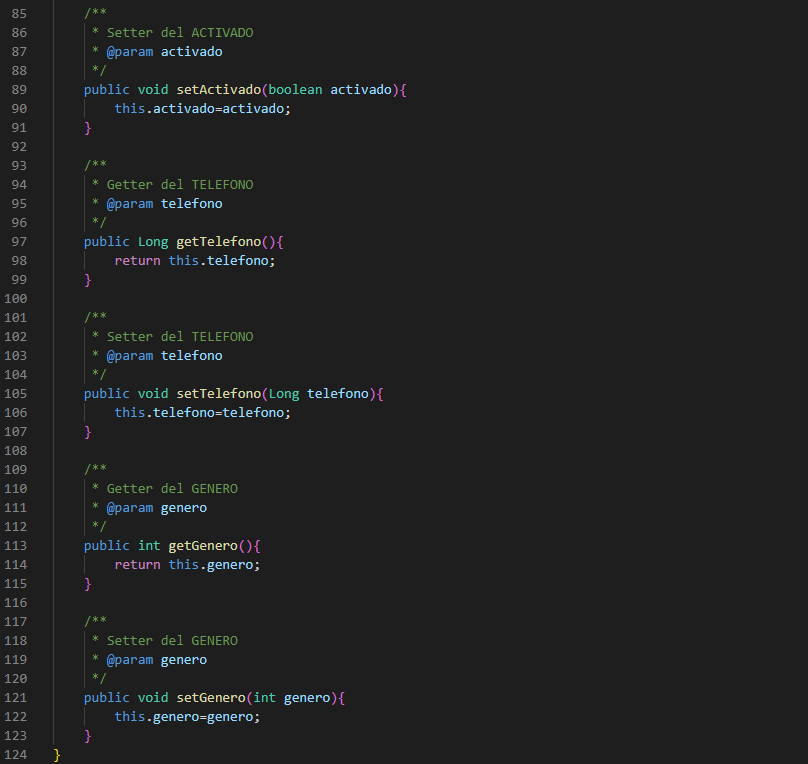 85 /**
86 * Setter del ACTIVADO
87 * @param activado
88 */
89 public void setActivado(boolean activado){
90 this.activado=activado;
91 }
92
93 /**
94 * Getter del TELEFONO
95 * @param telefono
96 */
97 public Long getTelefono(){
98 return this.telefono;
99 }
100
101 /**
102 * Setter del TELEFONO
103 * @param telefono
104 */
105 public void setTelefono(Long telefono){
106 this.telefono=telefono;
107 }
108
109 /**
110 * Getter del GENERO
111 * @param genero
112 */
113 public int getGenero(){
114 return this.genero;
115 }
116
117 /**
118 * Setter del GENERO
119 * @param genero
120 */
121 public void setGenero(int genero){
122 this.genero=genero;
123 }
124 }